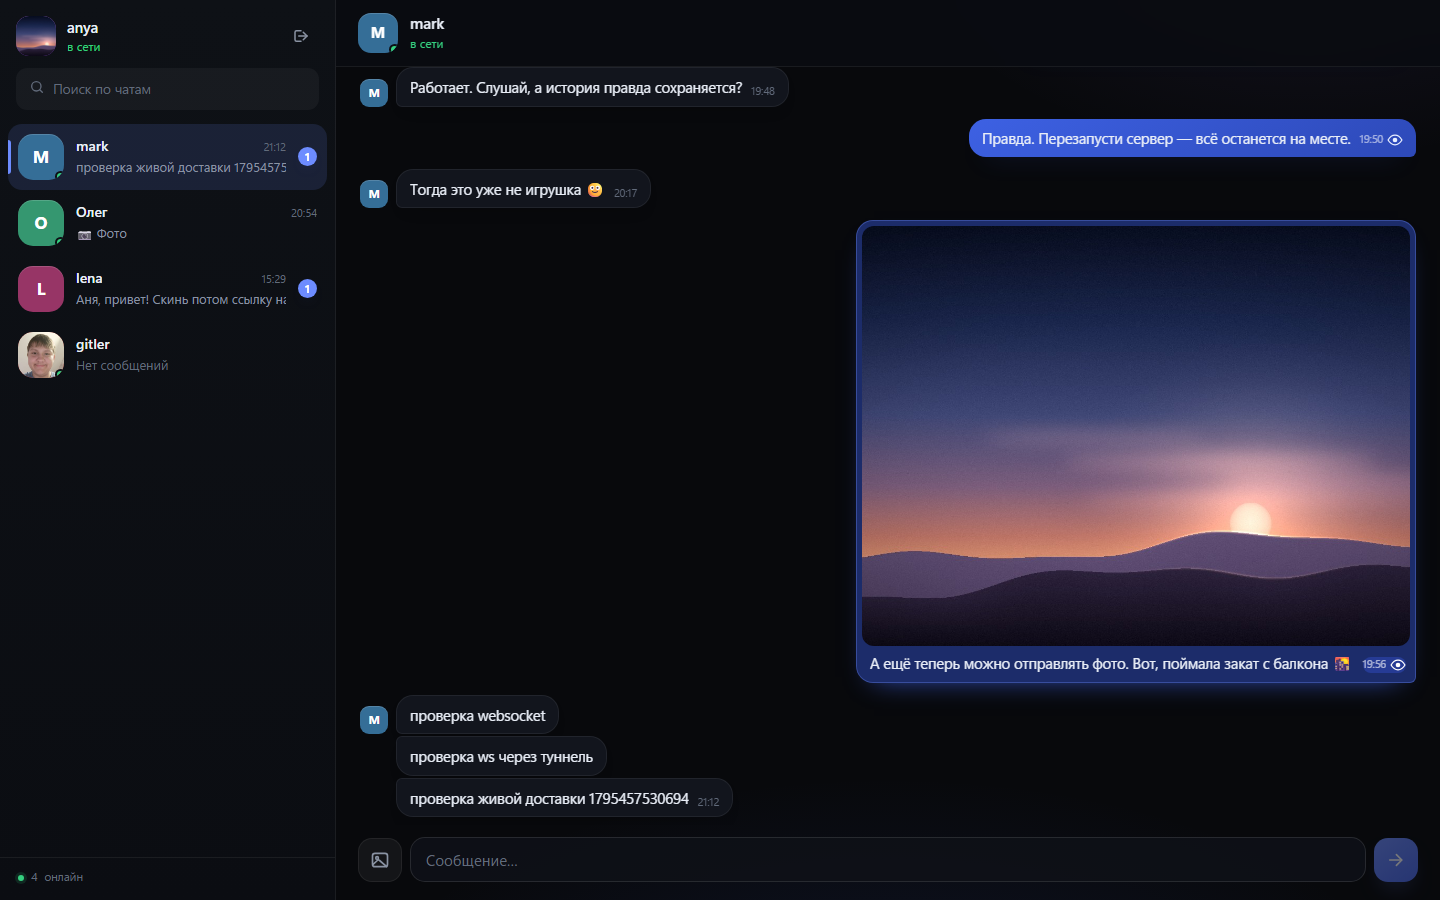 anya
в сети
Поиск по чатам
M
mark
21:12
проверка живой доставки 17954575
1
О
Олег
20:54
📷 Фото
L
lena
15:29
Аня, привет! Скинь потом ссылку на
1
gitler
Нет сообщений
4 онлайн
M
mark
в сети
M
Работает. Слушай, а история правда сохраняется? 19:48
Правда. Перезапусти сервер — всё останется на месте. 19:50
M
Тогда это уже не игрушка 20:17
А ещё теперь можно отправлять фото. Вот, поймала закат с балкона 🌇 19:56
M
проверка websocket
проверка ws через туннель
проверка живой доставки 1795457530694 21:12
Сообщение...